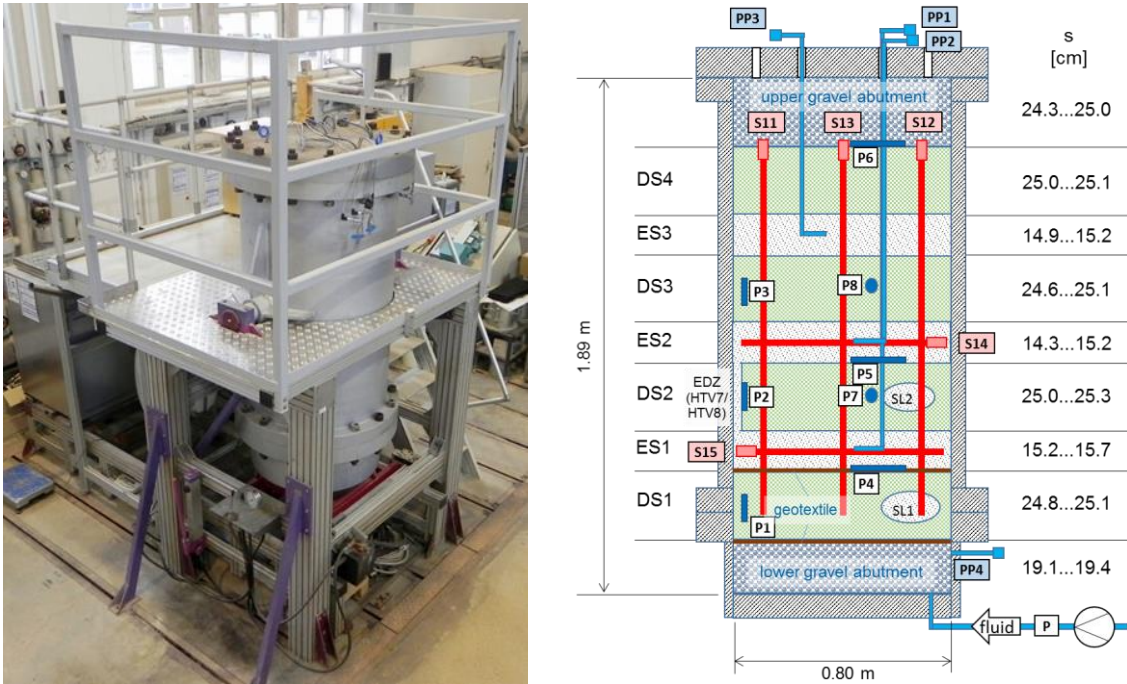 PP3
PP1
PP2
s
[cm]
upper gravel abutment
24.3...25.0
S11
S13
S12
P6
DS4
25.0...25.1
ES3
14.9...15.2
DS3
P3
P8
24.6...25.1
1.89 m
ES2
S14
14.3...15.2
EDZ
(HTV7/
HTV8)
P5
DS2
P2
P7
SL2
25.0...25.3
S15
ES1
15.2...15.7
P4
DS1
geotextile
SL1
24.8...25.1
P1
lower gravel abutment
PP4
19.1...19.4
fluid
P
0.80 m